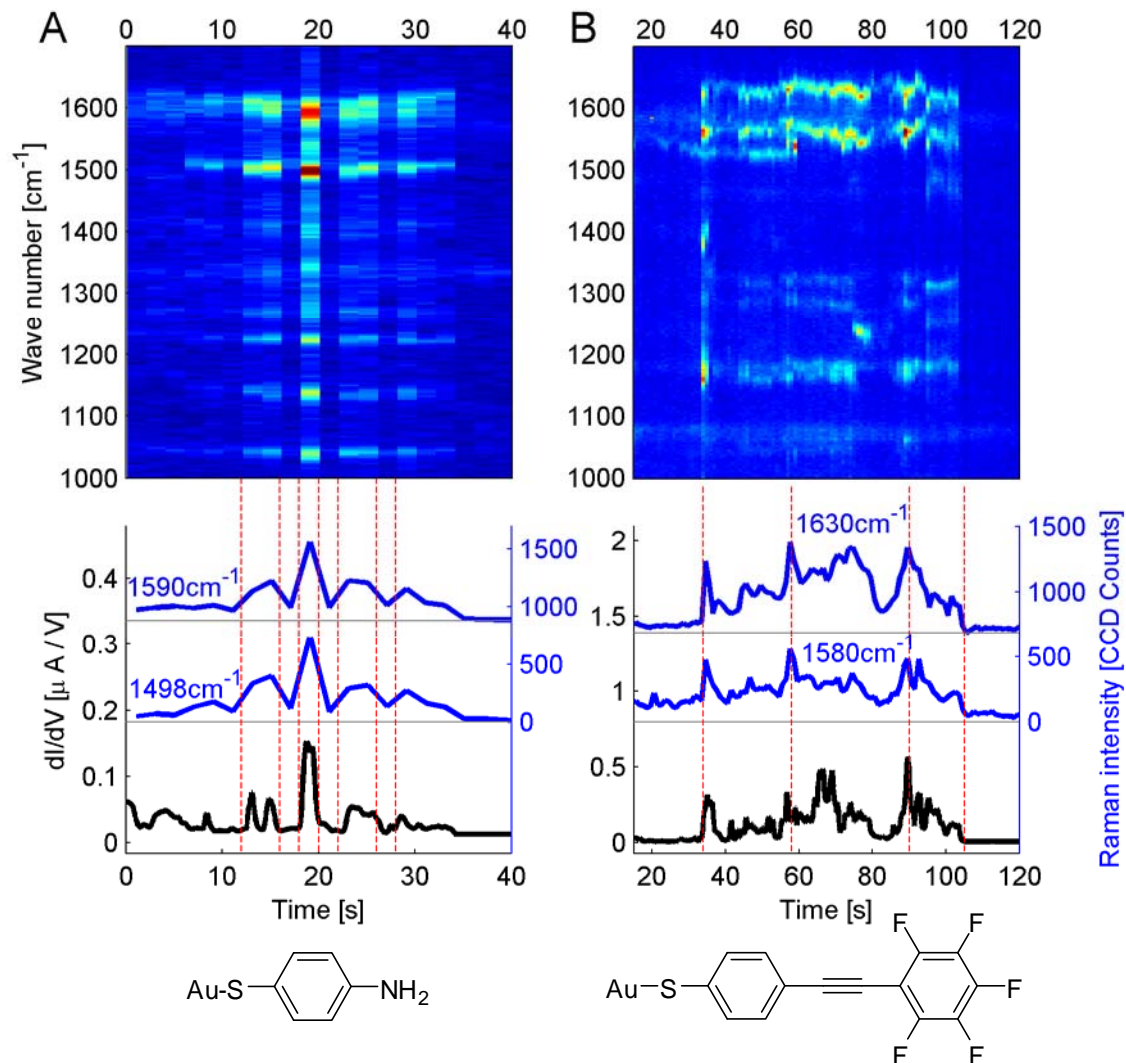 A
B
0 10 20 30 40
20 40 60 80 100 120
Wave number [cm⁻¹]
1600
1500
1400
1300
1200
1100
1000
1600
1500
1400
1300
1200
1100
1000
dI/dV [μ A / V]
0.4
0.3
0.2
0.1
0
1590cm⁻¹
1498cm⁻¹
1500
1000
500
0
2
1.5
1
0.5
0
1630cm⁻¹
1580cm⁻¹
1500
1000
500
0
Raman intensity [CCD Counts]
0 10 20 30 40
Time [s]
20 40 60 80 100 120
Time [s]
Au-S
NH₂
Au
S
F
F
F
F
F